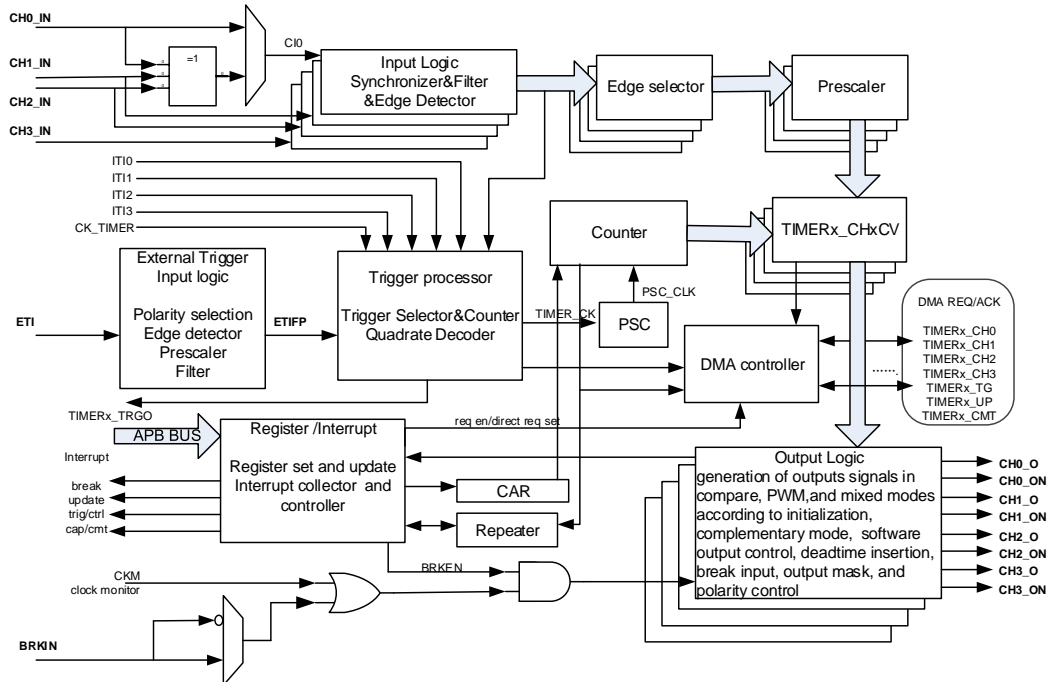 CH0_IN
CH1_IN
CH2_IN
CH3_IN
=1
CI0
Input Logic
Synchronizer&Filter
&Edge Detector
Edge selector
Prescaler
ITI0
ITI1
ITI2
ITI3
CK_TIMER
Counter
TIMERx_CHxCV
External Trigger
Input logic
Polarity selection
Edge detector
Prescaler
Filter
ETI
ETIFP
Trigger processor
Trigger Selector&Counter
Quadrate Decoder
TIMER_CK
PSC_CLK
PSC
DMA controller
DMA REQ/ACK
TIMERx_CH0
TIMERx_CH1
TIMERx_CH2
TIMERx_CH3
TIMERx_TG
TIMERx_UP
TIMERx_CMT
.......
TIMERx_TRGO
APB BUS
Interrupt
break
update
trig/ctrl
cap/cmt
Register /Interrupt
Register set and update
Interrupt collector and
controller
req en/direct req set
CAR
Repeater
BRKEN
CKM
clock monitor
BRKIN
Output Logic
generation of outputs signals in
compare, PWM,and mixed modes
according to initialization,
complementary mode, software
output control, deadtime insertion,
break input, output mask, and
polarity control
CH0_O
CH0_ON
CH1_O
CH1_ON
CH2_O
CH2_ON
CH3_O
CH3_ON